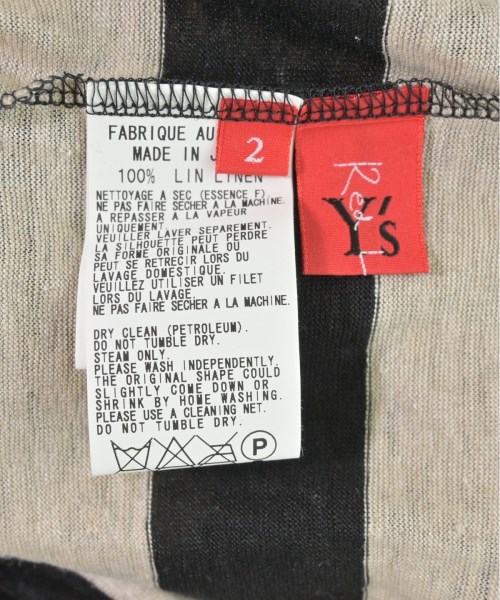 FABRIQUE AU
MADE IN J
2
100% LIN LINEN
NETTOYAGE A SEC (ESSENCE F).
NE PAS FAIRE SECHER A LA MACHINE.
A REPASSER A LA VAPEUR
UNIQUEMENT.
VEUILLER LAVER SEPAREMENT.
LA SILHOUETTE PEUT PERDRE
SA FORME ORIGINALE OU
PEUT SE RETRECIR LORS DU
LAVAGE DOMESTIQUE.
VEUILLEZ UTILISER UN FILET
LORS DU LAVAGE.
NE PAS FAIRE SECHER A LA MACHINE.
DRY CLEAN (PETROLEUM).
DO NOT TUMBLE DRY.
STEAM ONLY.
PLEASE WASH INDEPENDENTLY.
THE ORIGINAL SHAPE COULD
SLIGHTLY COME DOWN OR
SHRINK BY HOME WASHING.
PLEASE USE A CLEANING NET.
DO NOT TUMBLE DRY.
P
Red
Y's